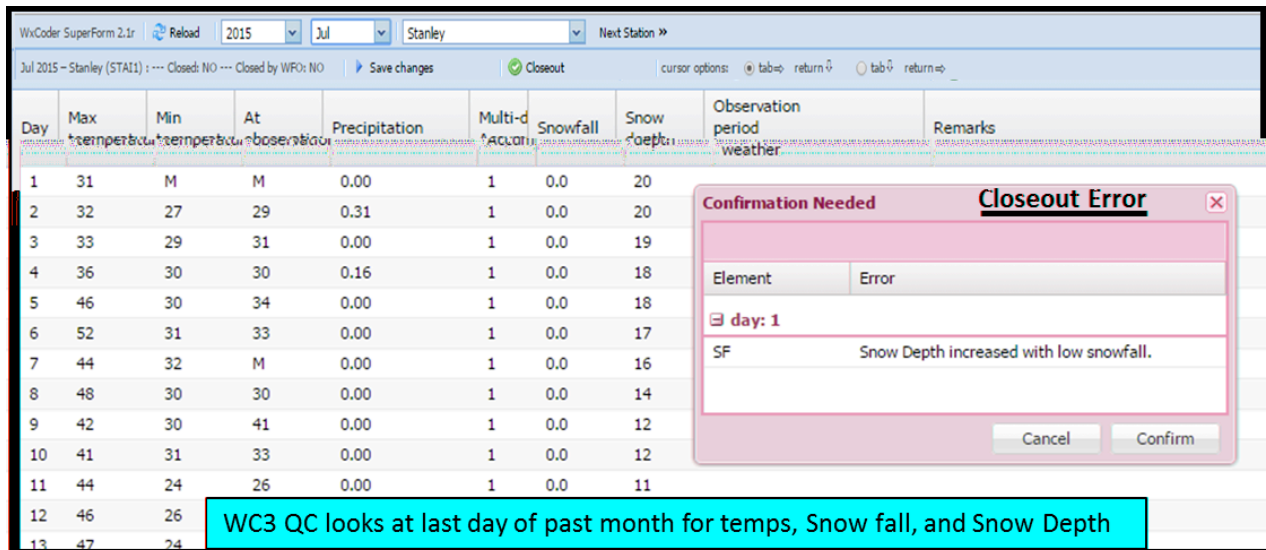 WxCoder SuperForm 2.1r Reload 2015 Jul Stanley Next Station »
Jul 2015 – Stanley (STAI1) : --- Closed: NO --- Closed by WFO: NO Save changes Closeout cursor options: tab⇨ return⇩ tab⇩ return⇨
Day Max temperatur Min temperatur At observation Precipitation Multi-d Accum Snowfall Snow depth Observation period weather Remarks
1 31 M M 0.00 1 0.0 20
2 32 27 29 0.31 1 0.0 20
3 33 29 31 0.00 1 0.0 19
4 36 30 30 0.16 1 0.0 18
5 46 30 34 0.00 1 0.0 18
6 52 31 33 0.00 1 0.0 17
7 44 32 M 0.00 1 0.0 16
8 48 30 30 0.00 1 0.0 14
9 42 30 41 0.00 1 0.0 12
10 41 31 33 0.00 1 0.0 12
11 44 24 26 0.00 1 0.0 11
12 46 26
13 47 24
Confirmation Needed Closeout Error
Element Error
day: 1
SF Snow Depth increased with low snowfall.
Cancel Confirm
WC3 QC looks at last day of past month for temps, Snow fall, and Snow Depth